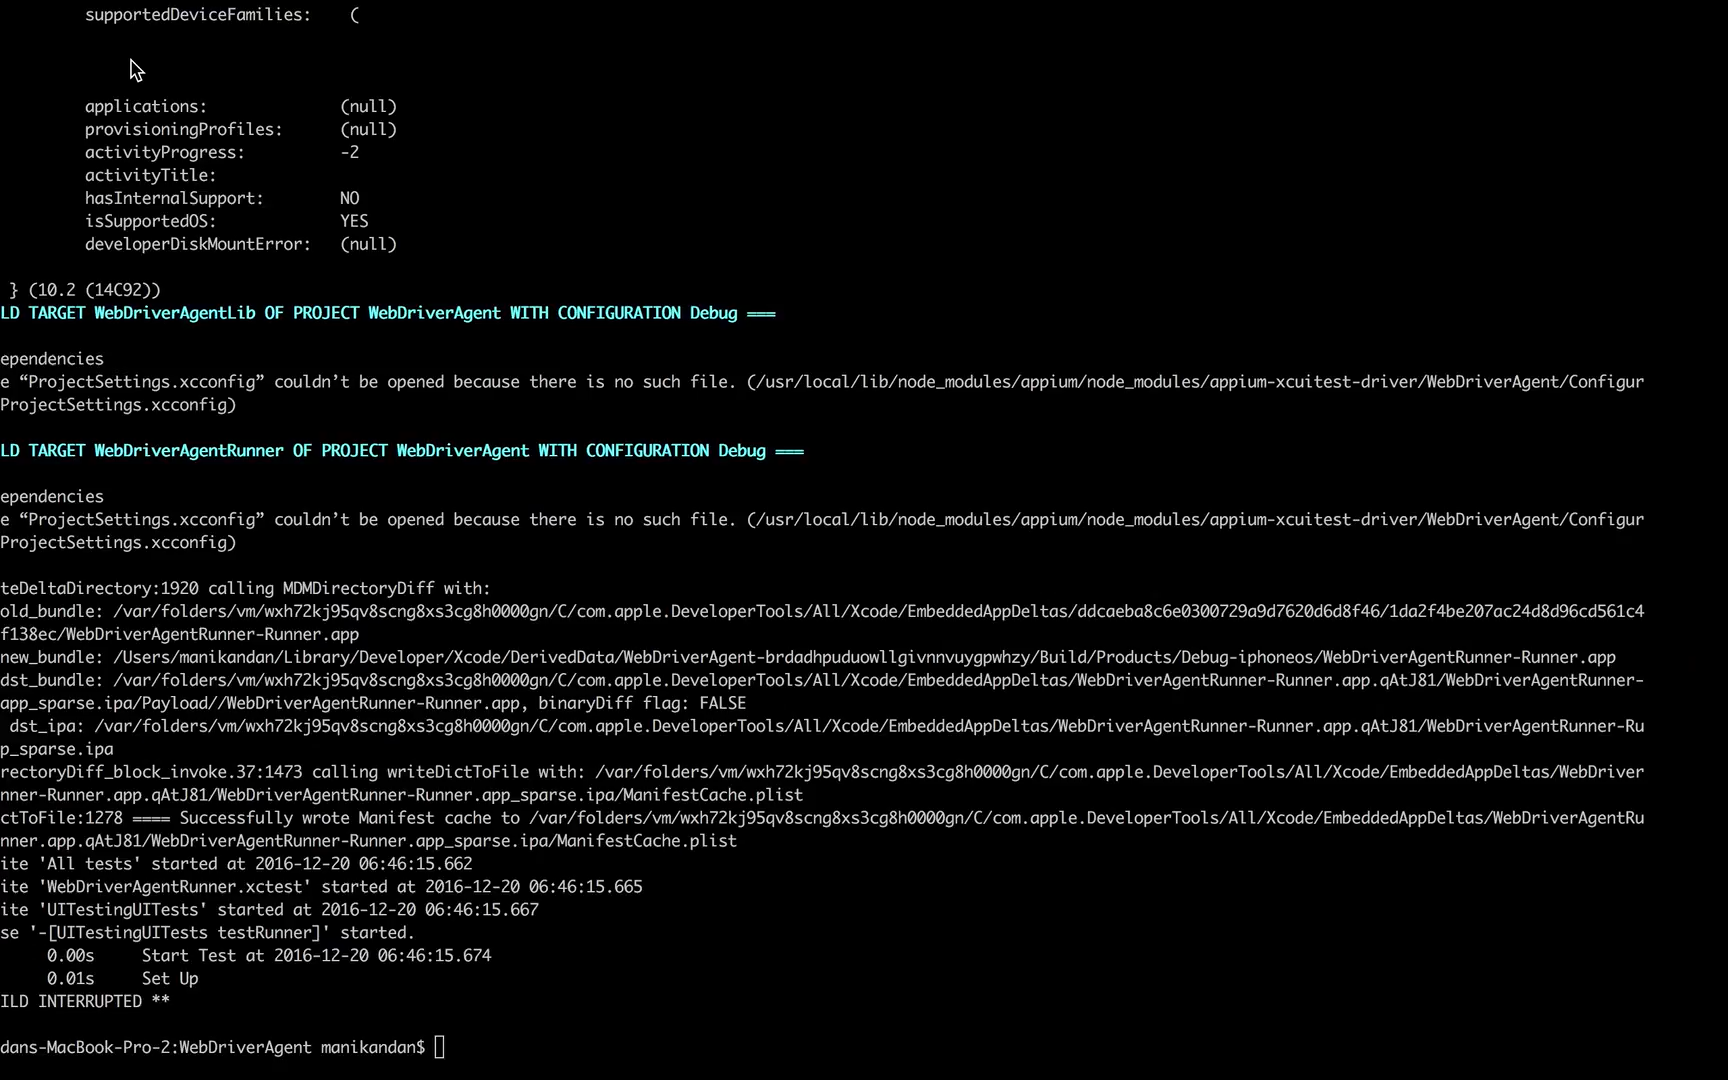 supportedDeviceFamilies: (
applications: (null)
provisioningProfiles: (null)
activityProgress: -2
activityTitle:
hasInternalSupport: NO
isSupportedOS: YES
developerDiskMountError: (null)
} (10.2 (14C92))
LD TARGET WebDriverAgentLib OF PROJECT WebDriverAgent WITH CONFIGURATION Debug ===
ependencies
e “ProjectSettings.xcconfig” couldn’t be opened because there is no such file. (/usr/local/lib/node_modules/appium/node_modules/appium-xcuitest-driver/WebDriverAgent/Configur
ProjectSettings.xcconfig)
LD TARGET WebDriverAgentRunner OF PROJECT WebDriverAgent WITH CONFIGURATION Debug ===
ependencies
e “ProjectSettings.xcconfig” couldn’t be opened because there is no such file. (/usr/local/lib/node_modules/appium/node_modules/appium-xcuitest-driver/WebDriverAgent/Configur
ProjectSettings.xcconfig)
teDeltaDirectory:1920 calling MDMDirectoryDiff with:
old_bundle: /var/folders/vm/wxh72kj95qv8scng8xs3cg8h0000gn/C/com.apple.DeveloperTools/All/Xcode/EmbeddedAppDeltas/ddcaeba8c6e0300729a9d7620d6d8f46/1da2f4be207ac24d8d96cd561c4
f138ec/WebDriverAgentRunner-Runner.app
new_bundle: /Users/manikandan/Library/Developer/Xcode/DerivedData/WebDriverAgent-brdadhpuduowllgivnnvuygpwhzy/Build/Products/Debug-iphoneos/WebDriverAgentRunner-Runner.app
dst_bundle: /var/folders/vm/wxh72kj95qv8scng8xs3cg8h0000gn/C/com.apple.DeveloperTools/All/Xcode/EmbeddedAppDeltas/WebDriverAgentRunner-Runner.app.qAtJ81/WebDriverAgentRunner-
app_sparse.ipa/Payload//WebDriverAgentRunner-Runner.app, binaryDiff flag: FALSE
dst_ipa: /var/folders/vm/wxh72kj95qv8scng8xs3cg8h0000gn/C/com.apple.DeveloperTools/All/Xcode/EmbeddedAppDeltas/WebDriverAgentRunner-Runner.app.qAtJ81/WebDriverAgentRunner-Ru
p_sparse.ipa
rectoryDiff_block_invoke.37:1473 calling writeDictToFile with: /var/folders/vm/wxh72kj95qv8scng8xs3cg8h0000gn/C/com.apple.DeveloperTools/All/Xcode/EmbeddedAppDeltas/WebDriver
nner-Runner.app.qAtJ81/WebDriverAgentRunner-Runner.app_sparse.ipa/ManifestCache.plist
ctToFile:1278 ==== Successfully wrote Manifest cache to /var/folders/vm/wxh72kj95qv8scng8xs3cg8h0000gn/C/com.apple.DeveloperTools/All/Xcode/EmbeddedAppDeltas/WebDriverAgentRu
nner.app.qAtJ81/WebDriverAgentRunner-Runner.app_sparse.ipa/ManifestCache.plist
ite 'All tests' started at 2016-12-20 06:46:15.662
ite 'WebDriverAgentRunner.xctest' started at 2016-12-20 06:46:15.665
ite 'UITestingUITests' started at 2016-12-20 06:46:15.667
se '-[UITestingUITests testRunner]' started.
0.00s Start Test at 2016-12-20 06:46:15.674
0.01s Set Up
ILD INTERRUPTED **
dans-MacBook-Pro-2:WebDriverAgent manikandan$